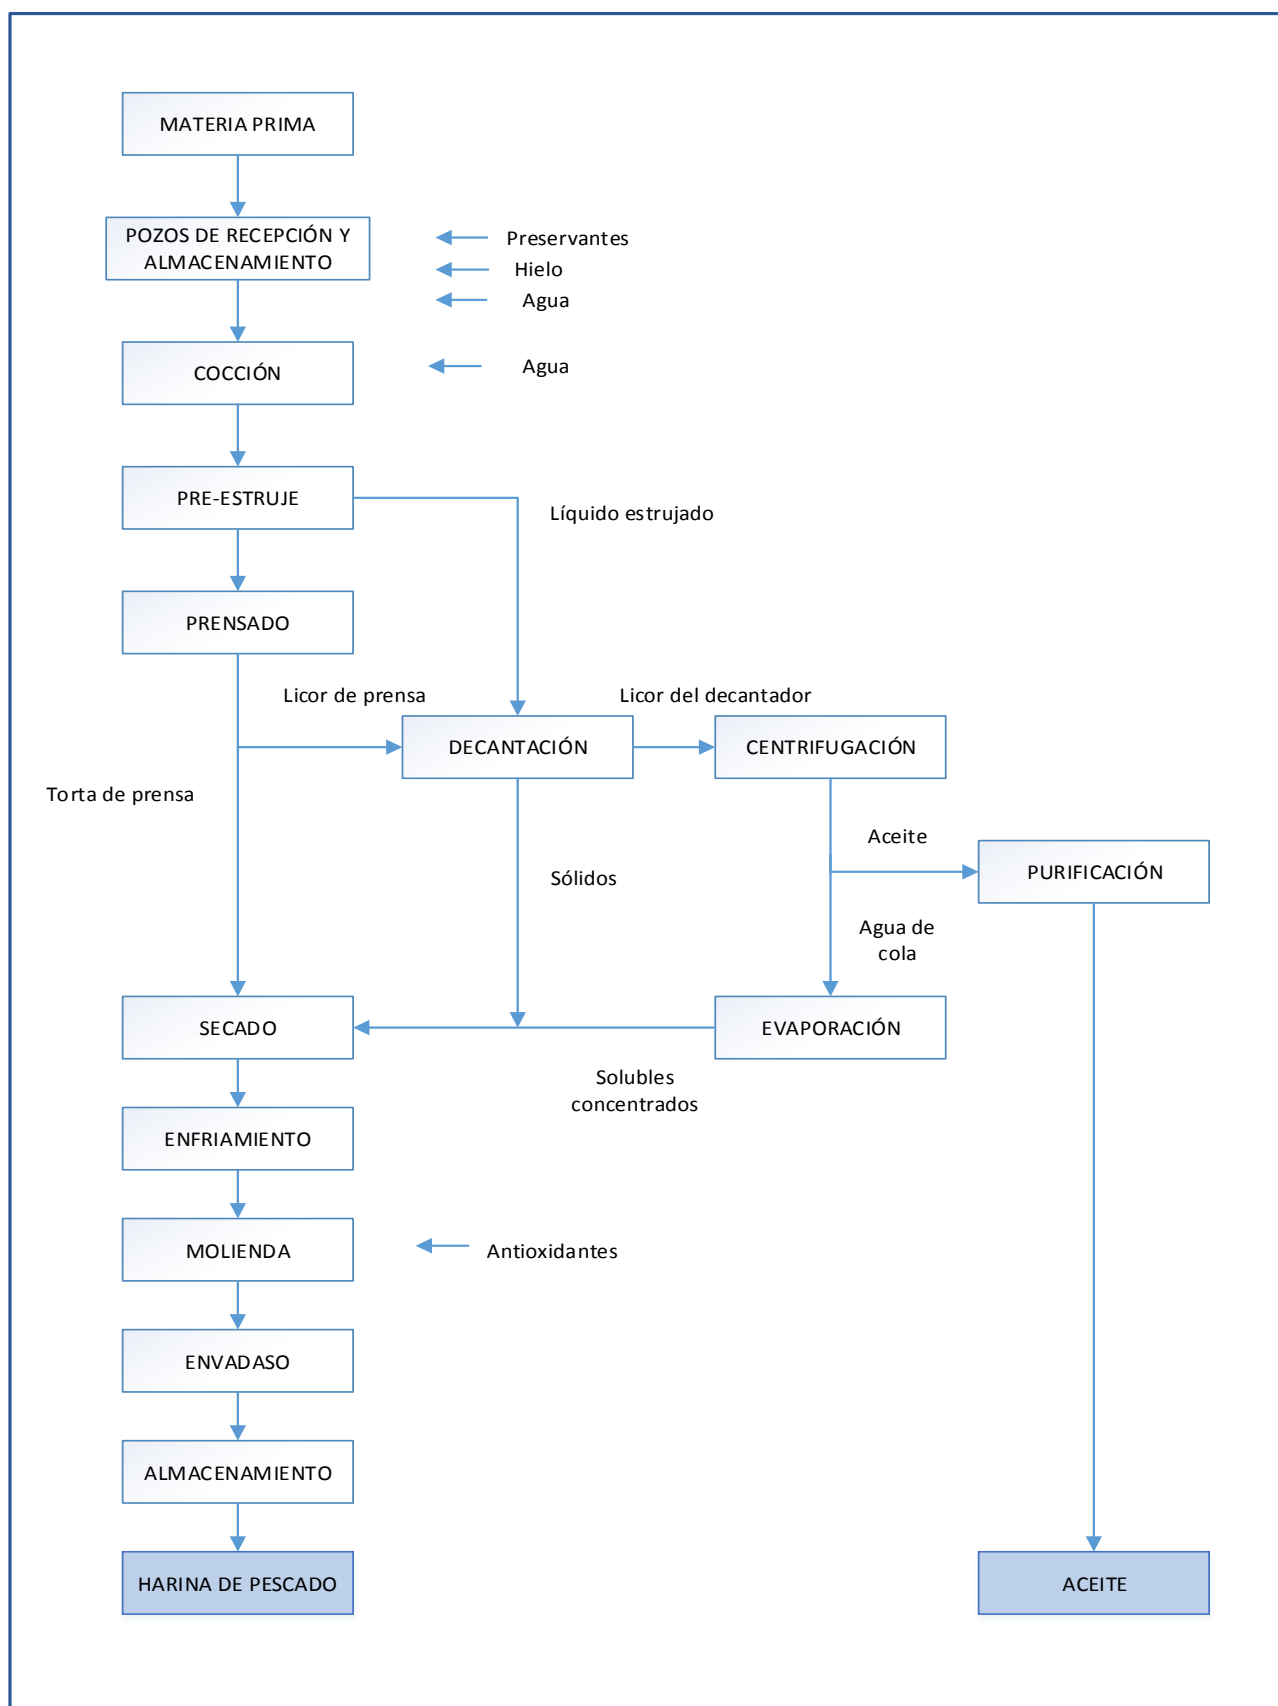 MATERIA PRIMA
POZOS DE RECEPCIÓN Y
ALMACENAMIENTO
Preservantes
Hielo
Agua
COCCIÓN
Agua
PRE-ESTRUJE
Líquido estrujado
PRENSADO
Licor de prensa
Licor del decantador
DECANTACIÓN
CENTRIFUGACIÓN
Torta de prensa
Aceite
PURIFICACIÓN
Sólidos
Agua de
cola
SECADO
EVAPORACIÓN
Solubles
concentrados
ENFRIAMIENTO
MOLIENDA
Antioxidantes
ENVADASO
ALMACENAMIENTO
HARINA DE PESCADO
ACEITE